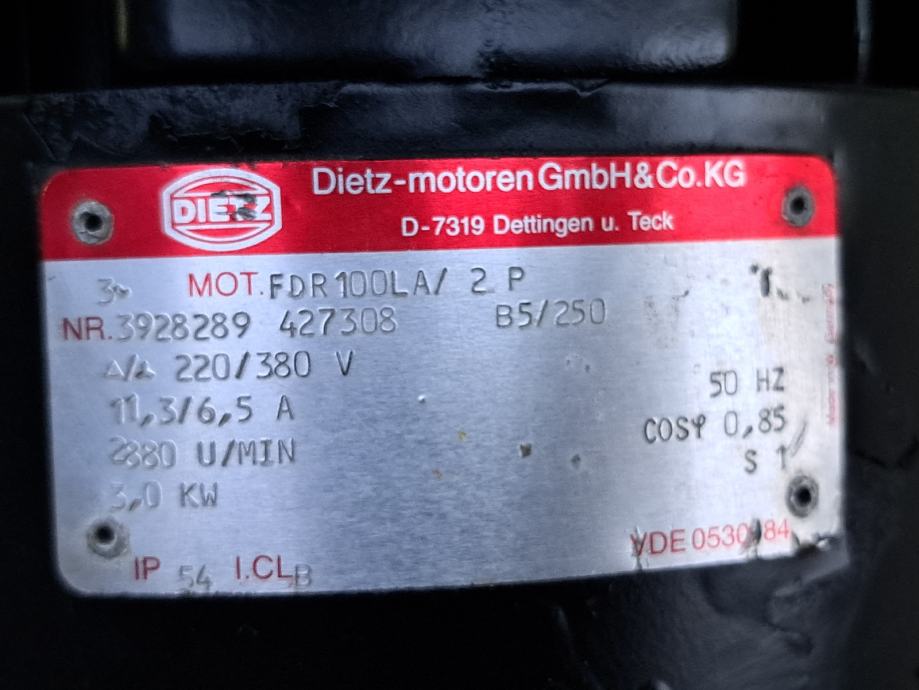 DIETZ
Dietz-motoren GmbH & Co. KG
D-7319 Dettingen u. Teck
3~ MOT. FDR100LA/ 2 P
NR. 3928289 427308 B5/250
220/380 V
50 HZ
11,3/6,5 A
COSφ 0,85
2880 U/MIN
S 1
3,0 KW
VDE 0530/84
IP 54 I.CL B